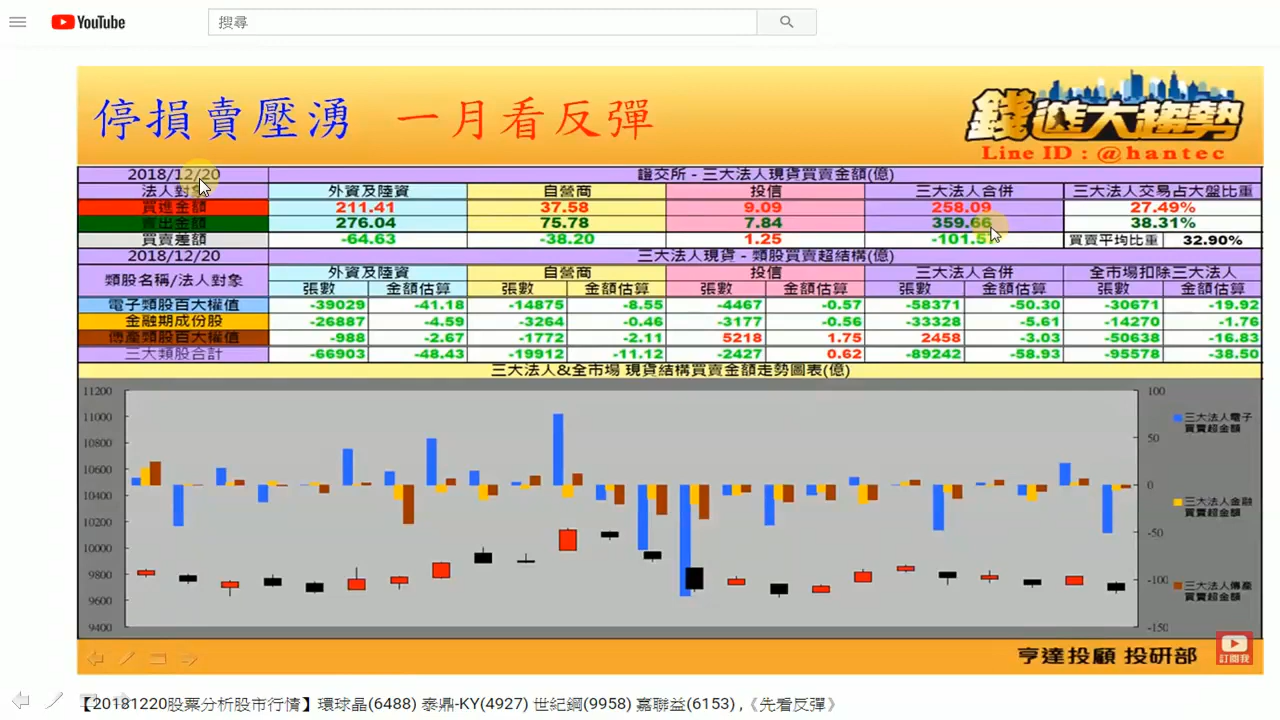 YouTube
搜尋
停損賣壓湧 一月看反彈
錢進大趨勢
Line ID : @hantec
2018/12/20 證交所 - 三大法人現貨買賣金額(億)
法人對象 外資及陸資 自營商 投信 三大法人合併 三大法人交易占大盤比重
買進金額 211.41 37.58 9.09 258.09 27.49%
賣出金額 276.04 75.78 7.84 359.66 38.31%
買賣差額 -64.63 -38.20 1.25 -101.57 買賣平均比重 32.90%
2018/12/20 三大法人現貨 - 類股買賣超結構(億)
類股名稱/法人對象 外資及陸資 自營商 投信 三大法人合併 全市場扣除三大法人
張數 金額估算 張數 金額估算 張數 金額估算 張數 金額估算 張數 金額估算
電子類股百大權值 -39029 -41.18 -14875 -8.55 -4467 -0.57 -58371 -50.30 -30671 -19.92
金融期成份股 -26887 -4.59 -3264 -0.46 -3177 -0.56 -33328 -5.61 -14270 -1.76
傳產類股百大權值 -988 -2.67 -1772 -2.11 5218 1.75 2458 -3.03 -50638 -16.83
三大類股合計 -66903 -48.43 -19912 -11.12 -2427 0.62 -89242 -58.93 -95578 -38.50
三大法人&全市場 現貨結構買賣金額走勢圖表(億)
11200 100
11000
10800 50
10600
10400 0
10200 -50
10000
9800 -100
9600
9400 -150
三大法人電子
買賣超金額
三大法人金融
買賣超金額
三大法人傳產
買賣超金額
亨達投顧 投研部
訂閱我
【20181220股票分析股市行情】環球晶(6488) 泰鼎-KY(4927) 世紀鋼(9958) 嘉聯益(6153) ,《先看反彈》